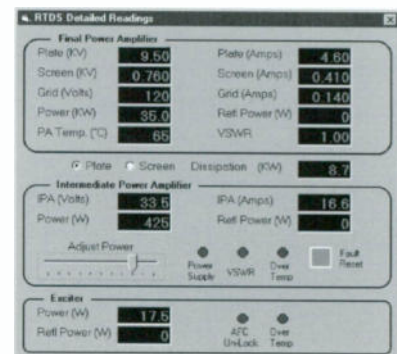 RTDS Detailed Readings
Final Power Amplifier
Plate (KV) 9.50 Plate (Amps) 4.60
Screen (KV) 0.760 Screen (Amps) 0.410
Grid (Volts) 120 Grid (Amps) 0.140
Power (KW) 35.0 Refl Power (W) 0
PA Temp. (°C) 65 VSWR 1.00
Plate Screen Dissipation (KW) 8.7
Intermediate Power Amplifier
IPA (Volts) 33.5 IPA (Amps) 16.6
Power (W) 425 Refl Power (W) 0
Adjust Power
Power Supply VSWR Over Temp Fault Reset
Exciter
Power (W) 17.5
Refl Power (W) 0 AFC UnLock Over Temp